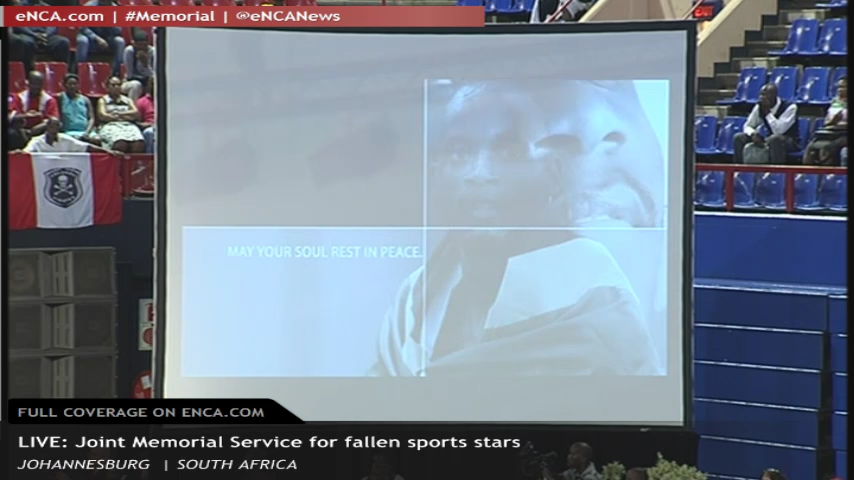 eNCA.com | #Memorial | @eNCANews
MAY YOUR SOUL REST IN PEACE.
FULL COVERAGE ON ENCA.COM
LIVE: Joint Memorial Service for fallen sports stars
JOHANNESBURG | SOUTH AFRICA